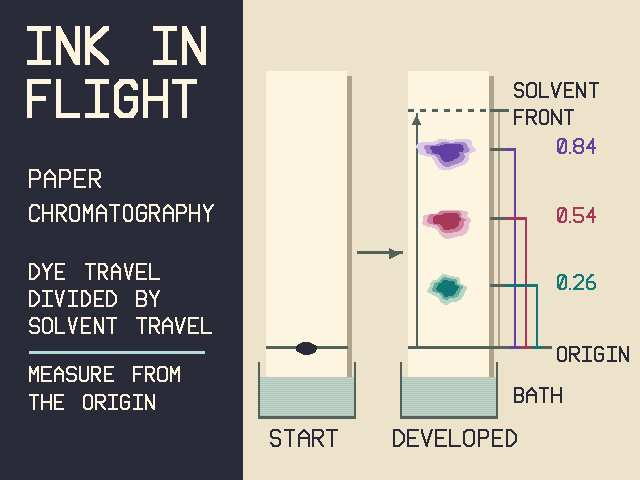 INK IN
FLIGHT
PAPER
CHROMATOGRAPHY
DYE TRAVEL
DIVIDED BY
SOLVENT TRAVEL
MEASURE FROM
THE ORIGIN
SOLVENT
FRONT
0.84
0.54
0.26
ORIGIN
BATH
START
DEVELOPED